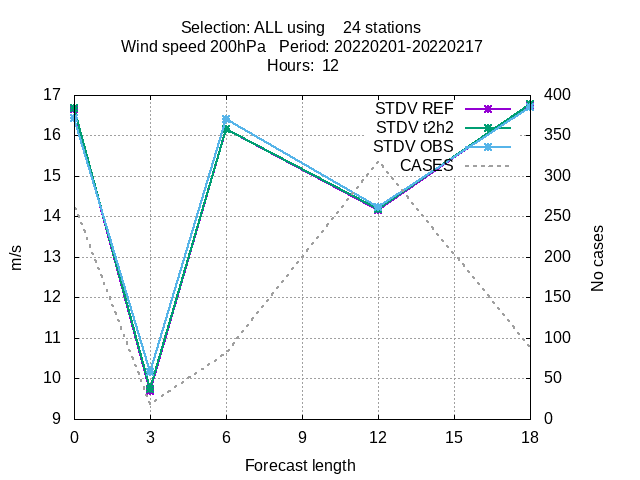 Selection: ALL using    24 stations
Wind speed 200hPa   Period: 20220201-20220217
Hours:  12
17
16
15
14
13
12
11
10
9
m/s
STDV REF
STDV t2h2
STDV OBS
CASES
400
350
300
250
200
150
100
50
0
No cases
0 3 6 9 12 15 18
Forecast length